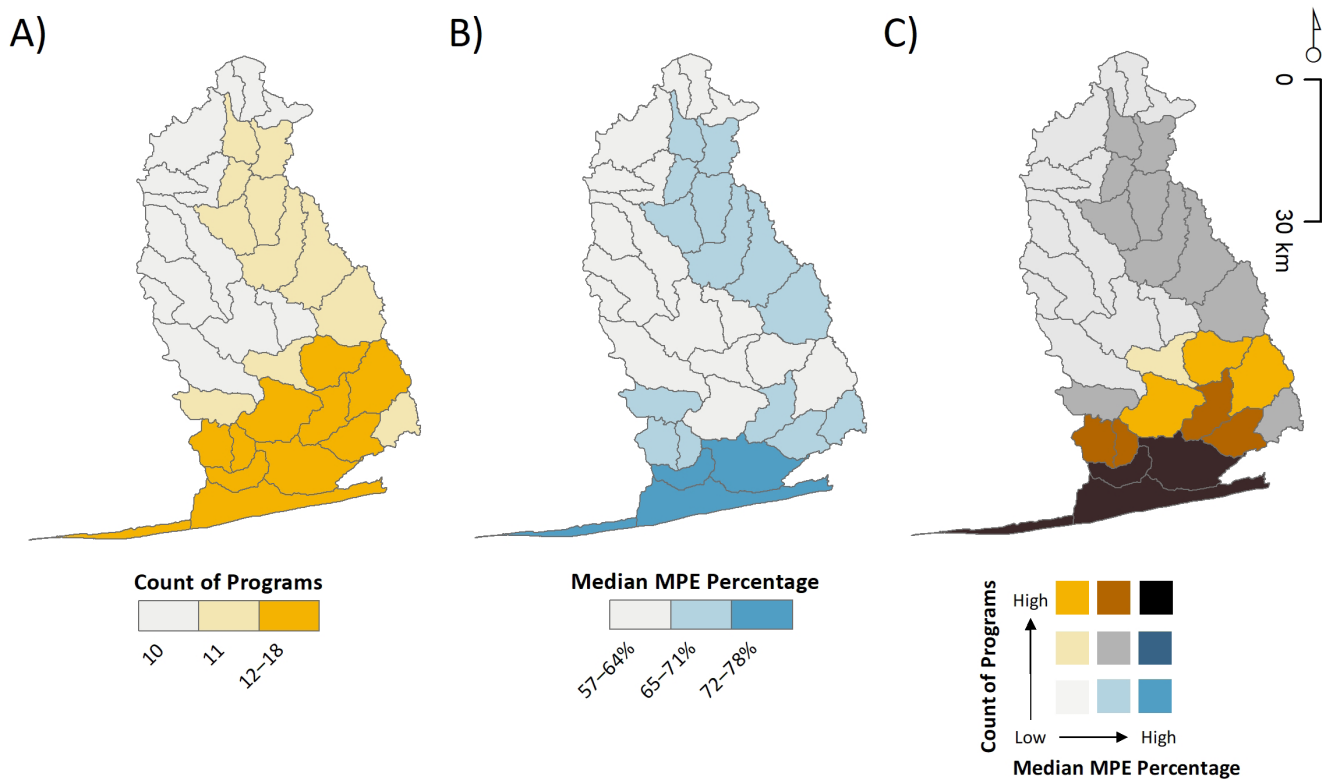 A)
B)
C)
0
30 km
Count of Programs
10
11
12–18
Median MPE Percentage
57–64%
65–71%
72–78%
Count of Programs
High
Low
High
Median MPE Percentage